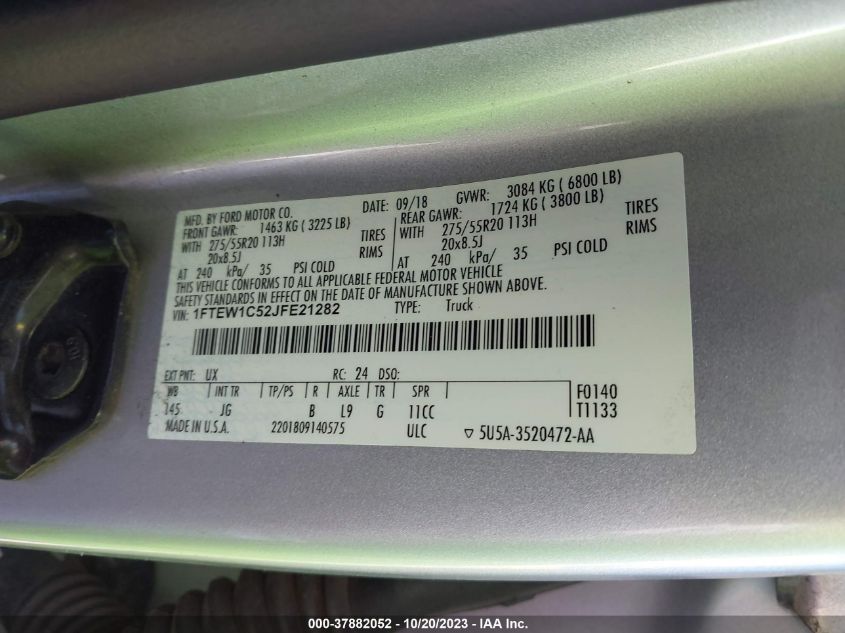 MFD. BY FORD MOTOR CO. DATE: 09/18 GVWR: 3084 KG ( 6800 LB)
FRONT GAWR: 1463 KG ( 3225 LB) REAR GAWR: 1724 KG ( 3800 LB)
WITH 275/55R20 113H TIRES WITH 275/55R20 113H TIRES
20x8.5J RIMS 20x8.5J RIMS
AT 240 kPa/ 35 PSI COLD AT 240 kPa/ 35 PSI COLD
THIS VEHICLE CONFORMS TO ALL APPLICABLE FEDERAL MOTOR VEHICLE
SAFETY STANDARDS IN EFFECT ON THE DATE OF MANUFACTURE SHOWN ABOVE.
VIN: 1FTEW1C52JFE21282 TYPE: Truck
EXT PNT: UX RC: 24 DSO:
WB INT TR TP/PS R AXLE TR SPR F0140
145 JG B L9 G 11CC T1133
MADE IN U.S.A. 2201809140575 ULC ▽ 5U5A-3520472-AA
000-37882052 - 10/20/2023 - IAA Inc.